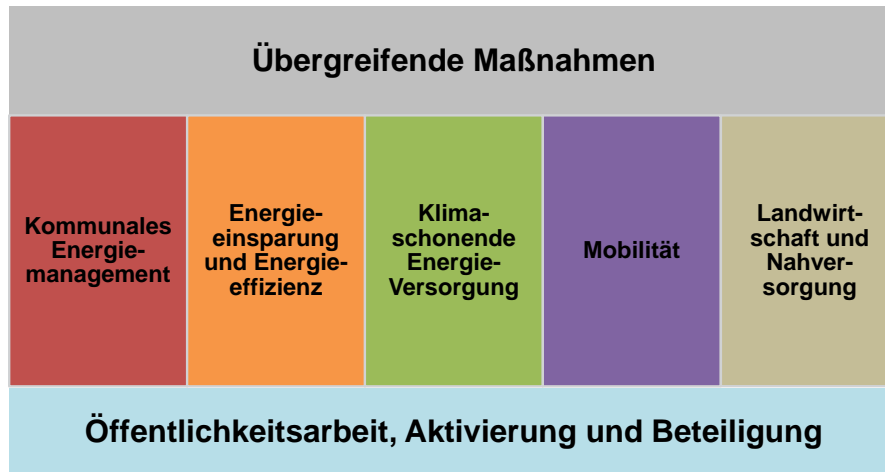 Übergreifende Maßnahmen
Kommunales
Energie-
management
Energie-
einsparung
und Energie-
effizienz
Klima-
schonende
Energie-
Versorgung
Mobilität
Landwirt-
schaft und
Nahver-
sorgung
Öffentlichkeitsarbeit, Aktivierung und Beteiligung